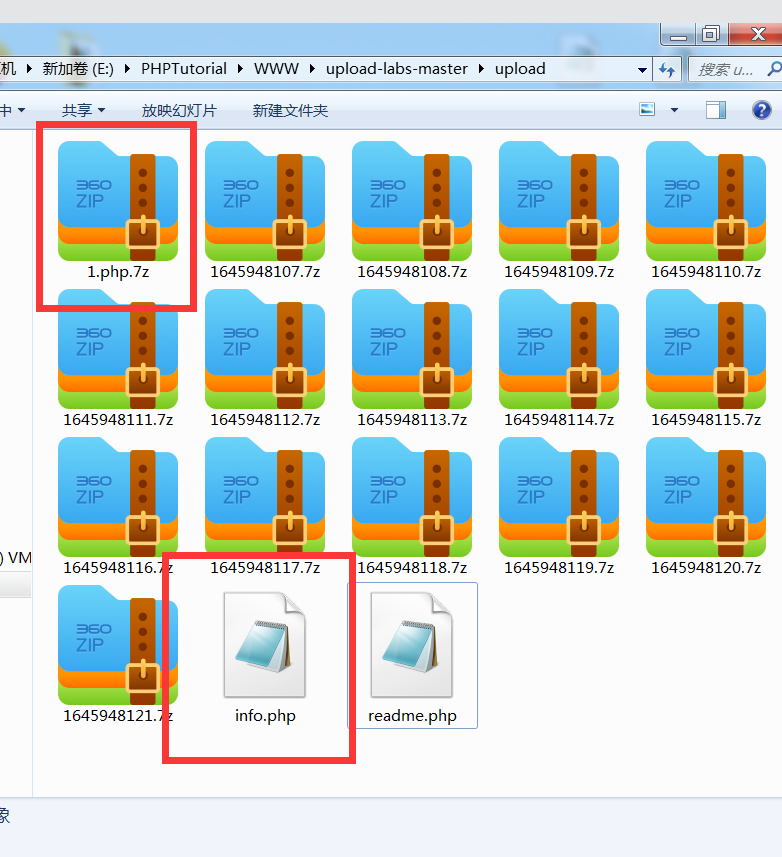 机 新加卷 (E:) PHPTutorial WWW upload-labs-master upload 搜索 u...
中 共享 放映幻灯片 新建文件夹
360 ZIP 360 ZIP 360 ZIP 360 ZIP 360 ZIP
1.php.7z 1645948107.7z 1645948108.7z 1645948109.7z 1645948110.7z
360 ZIP 360 ZIP 360 ZIP 360 ZIP 360 ZIP
1645948111.7z 1645948112.7z 1645948113.7z 1645948114.7z 1645948115.7z
360 ZIP 360 ZIP 360 ZIP 360 ZIP 360 ZIP
) VM
1645948116.7z 1645948117.7z 1645948118.7z 1645948119.7z 1645948120.7z
360 ZIP
1645948121.7z info.php readme.php
象